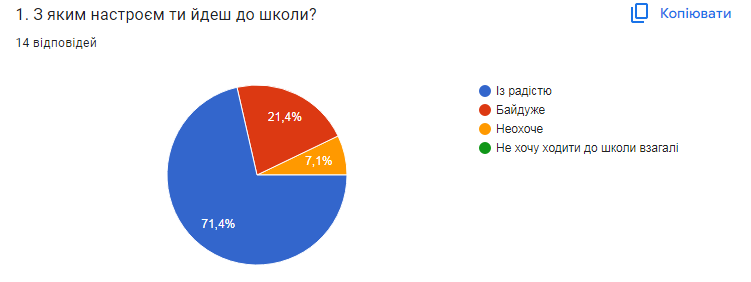 1. З яким настроєм ти йдеш до школи?
Копіювати
14 відповідей
Із радістю
Байдуже
Неохоче
Не хочу ходити до школи взагалі
21,4%
7,1%
71,4%